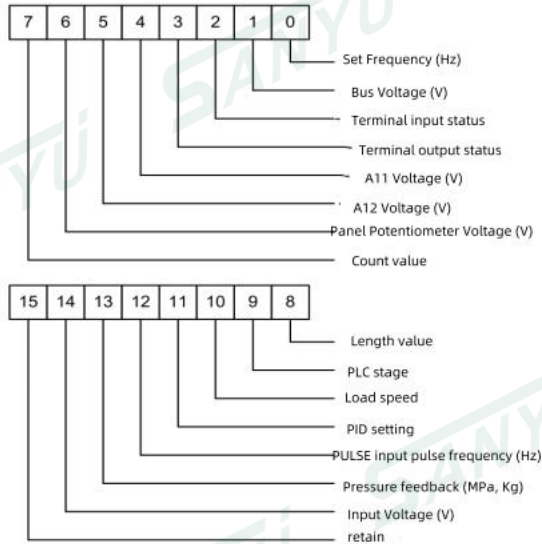 7 6 5 4 3 2 1 0
Set Frequency (Hz)
Bus Voltage (V)
Terminal input status
Terminal output status
A11 Voltage (V)
A12 Voltage (V)
Panel Potentiometer Voltage (V)
Count value
15 14 13 12 11 10 9 8
Length value
PLC stage
Load speed
PID setting
PULSE input pulse frequency (Hz)
Pressure feedback (MPa, Kg)
Input Voltage (V)
retain
SANYU